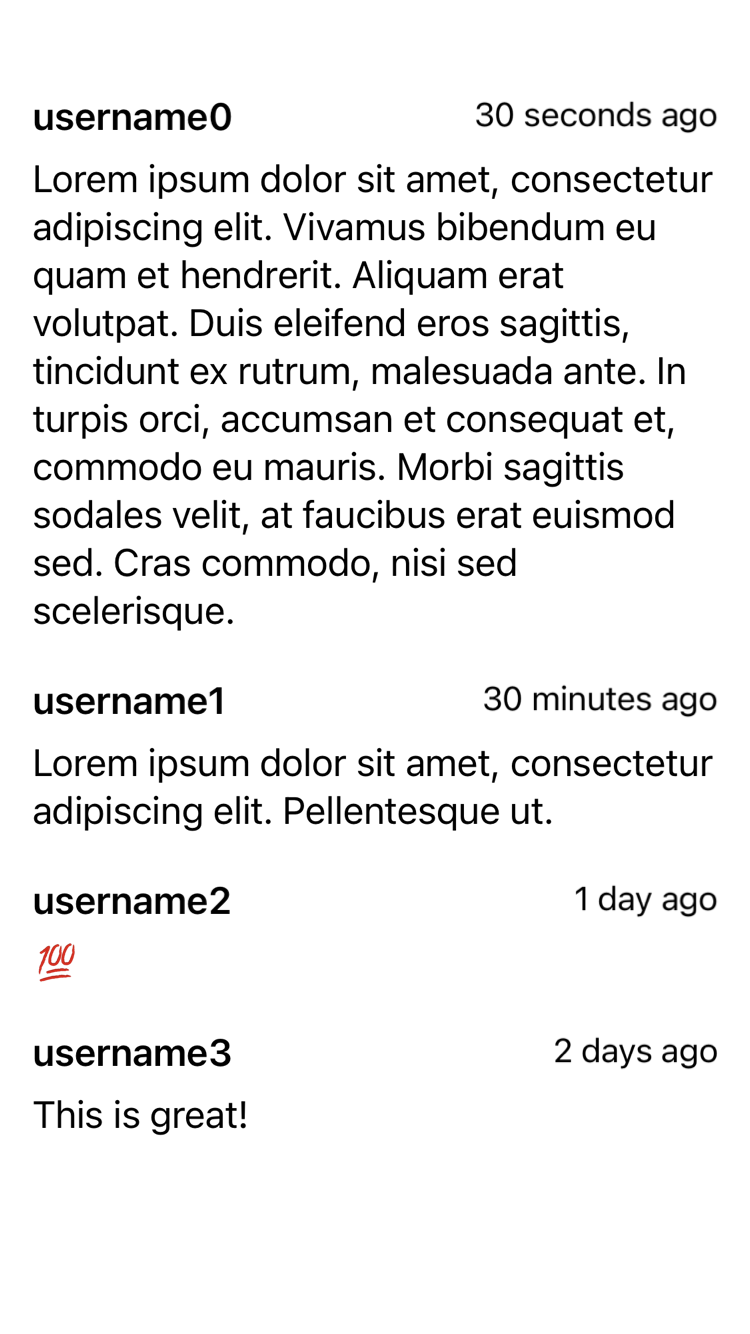 username0 30 seconds ago
Lorem ipsum dolor sit amet, consectetur
adipiscing elit. Vivamus bibendum eu
quam et hendrerit. Aliquam erat
volutpat. Duis eleifend eros sagittis,
tincidunt ex rutrum, malesuada ante. In
turpis orci, accumsan et consequat et,
commodo eu mauris. Morbi sagittis
sodales velit, at faucibus erat euismod
sed. Cras commodo, nisi sed
scelerisque.
username1 30 minutes ago
Lorem ipsum dolor sit amet, consectetur
adipiscing elit. Pellentesque ut.
username2 1 day ago
💯
username3 2 days ago
This is great!